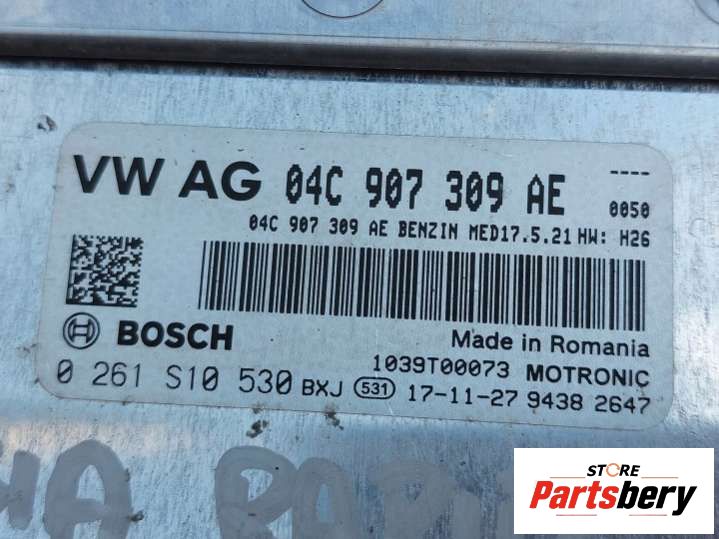 VW AG 04C 907 309 AE
----
0050
04C 907 309 AE BENZIN MED17.5.21 HW: H26
BOSCH
Made in Romania
1039T00073 MOTRONIC
0 261 S10 530 BXJ 531 17-11-27 9438 2647
STORE
Partsbery